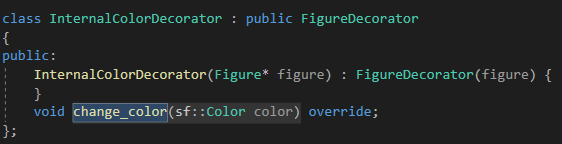 class InternalColorDecorator : public FigureDecorator
{
public:
    InternalColorDecorator(Figure* figure) : FigureDecorator(figure) {
    }
    void change_color(sf::Color color) override;
};